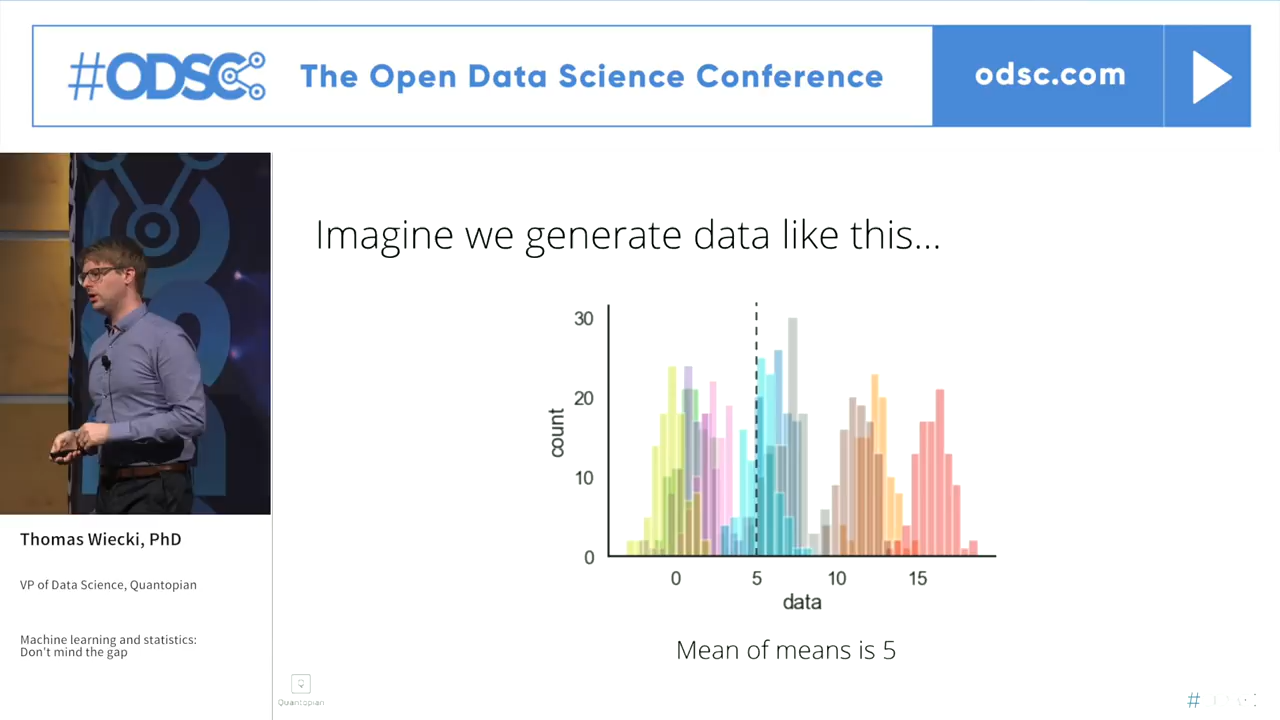 #ODSC
The Open Data Science Conference
odsc.com
Imagine we generate data like this...
30
20
10
0
count
0 5 10 15
data
Mean of means is 5
Thomas Wiecki, PhD
VP of Data Science, Quantopian
Machine learning and statistics:
Don't mind the gap
Quantopian
#